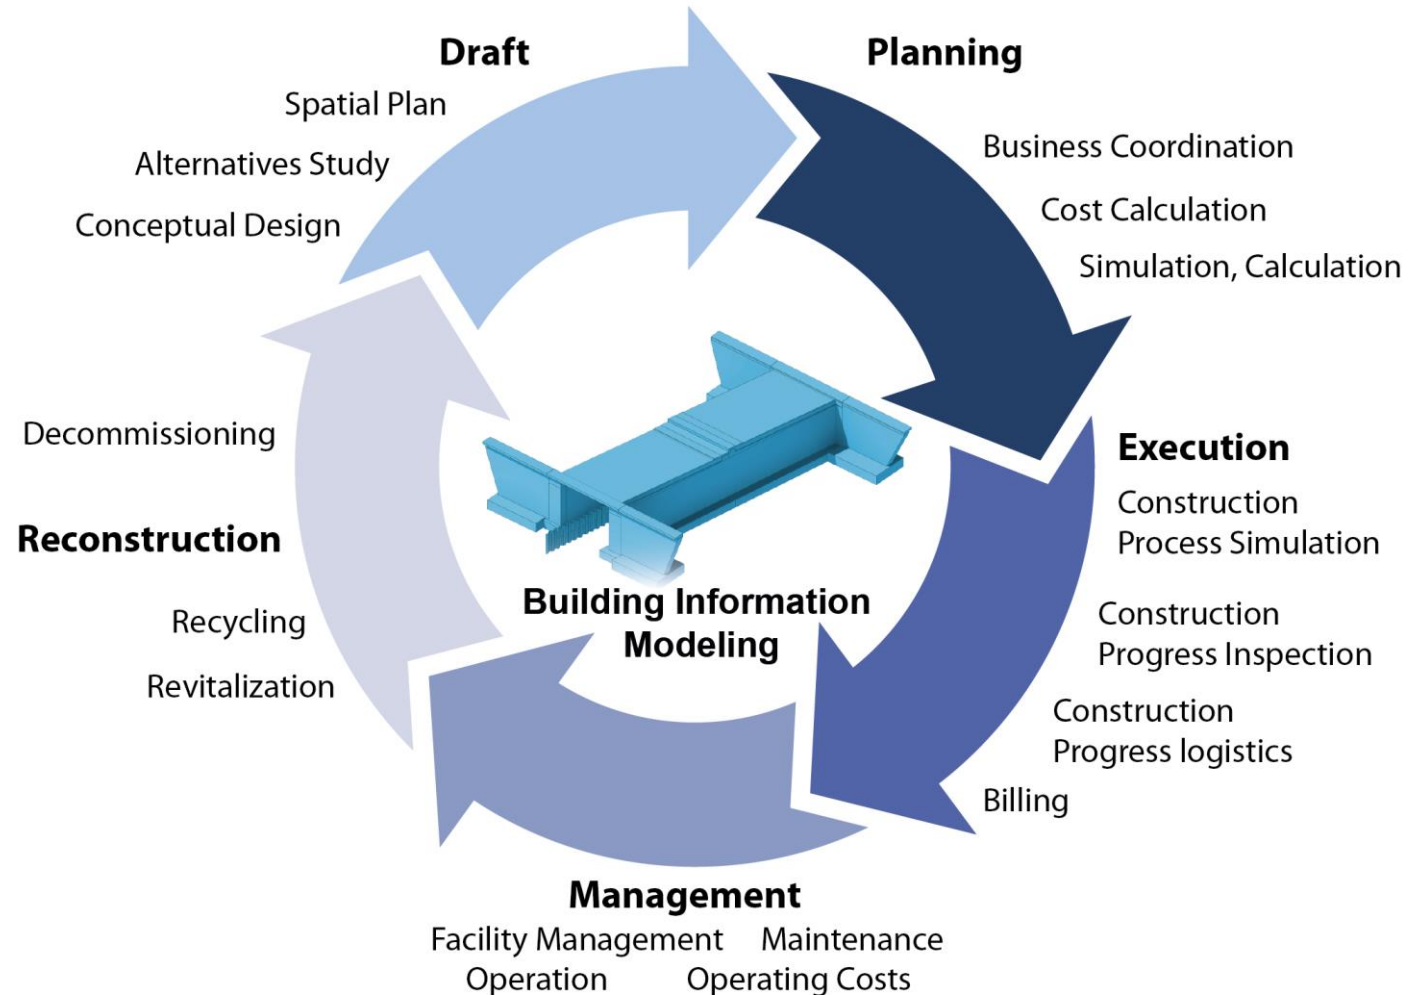 Draft
Spatial Plan
Alternatives Study
Conceptual Design
Planning
Business Coordination
Cost Calculation
Simulation, Calculation
Execution
Construction
Process Simulation
Construction
Progress Inspection
Construction
Progress logistics
Billing
Management
Facility Management Maintenance
Operation Operating Costs
Decommissioning
Reconstruction
Recycling
Revitalization
Building Information
Modeling